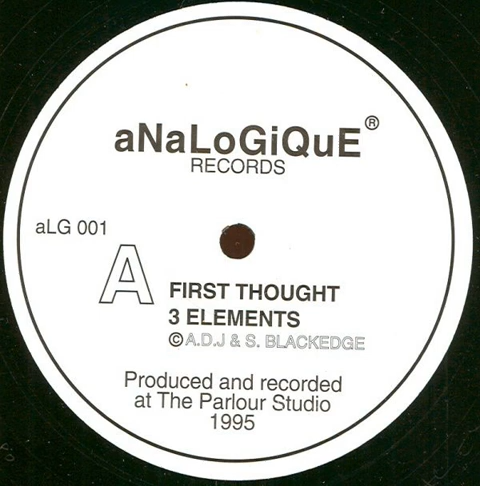 aNaLoGiQuE®
RECORDS
aLG 001
A
FIRST THOUGHT
3 ELEMENTS
©A.D.J & S. BLACKEDGE
Produced and recorded
at The Parlour Studio
1995